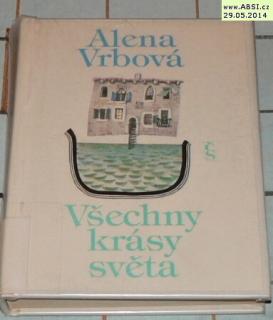 www.ABSI.cz
29.05.2014
Alena
Vrbová
Všechny
krásy
světa